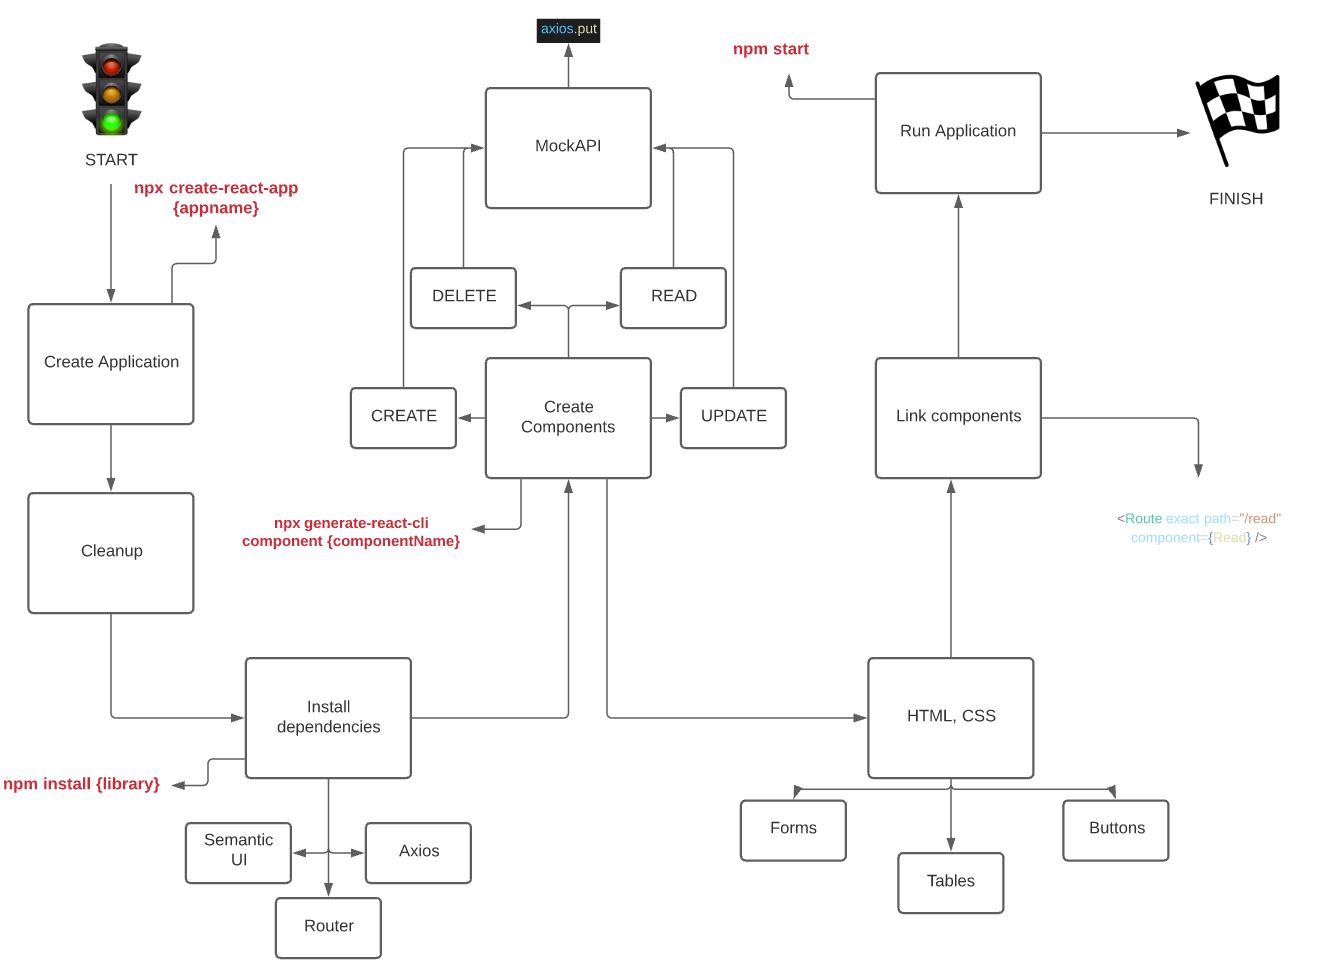 axios.put
npm start
MockAPI
Run Application
START
npx create-react-app
{appname}
FINISH
DELETE
READ
Create Application
CREATE
Create
Components
UPDATE
Link components
npx generate-react-cli
component {componentName}
<Route exact path="/read"
component={Read} />
Cleanup
Install
dependencies
HTML, CSS
npm install {library}
Forms
Buttons
Semantic
UI
Axios
Tables
Router